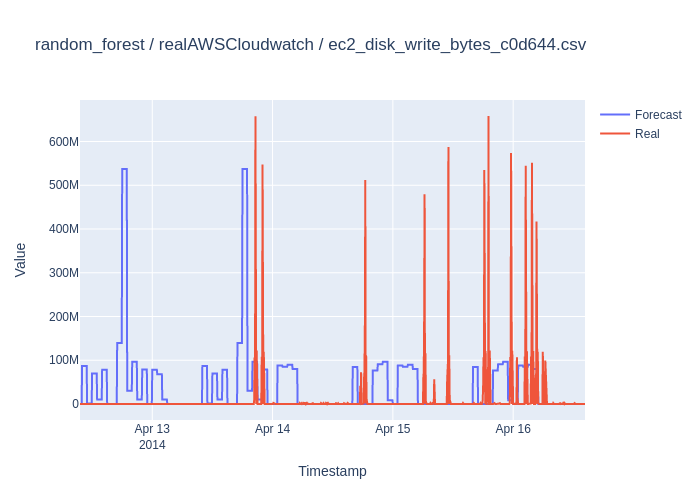 random_forest / realAWSCloudwatch / ec2_disk_write_bytes_c0d644.csv
Forecast
Real
600M
500M
400M
300M
200M
100M
0
Value
Apr 13
2014
Apr 14
Apr 15
Apr 16
Timestamp